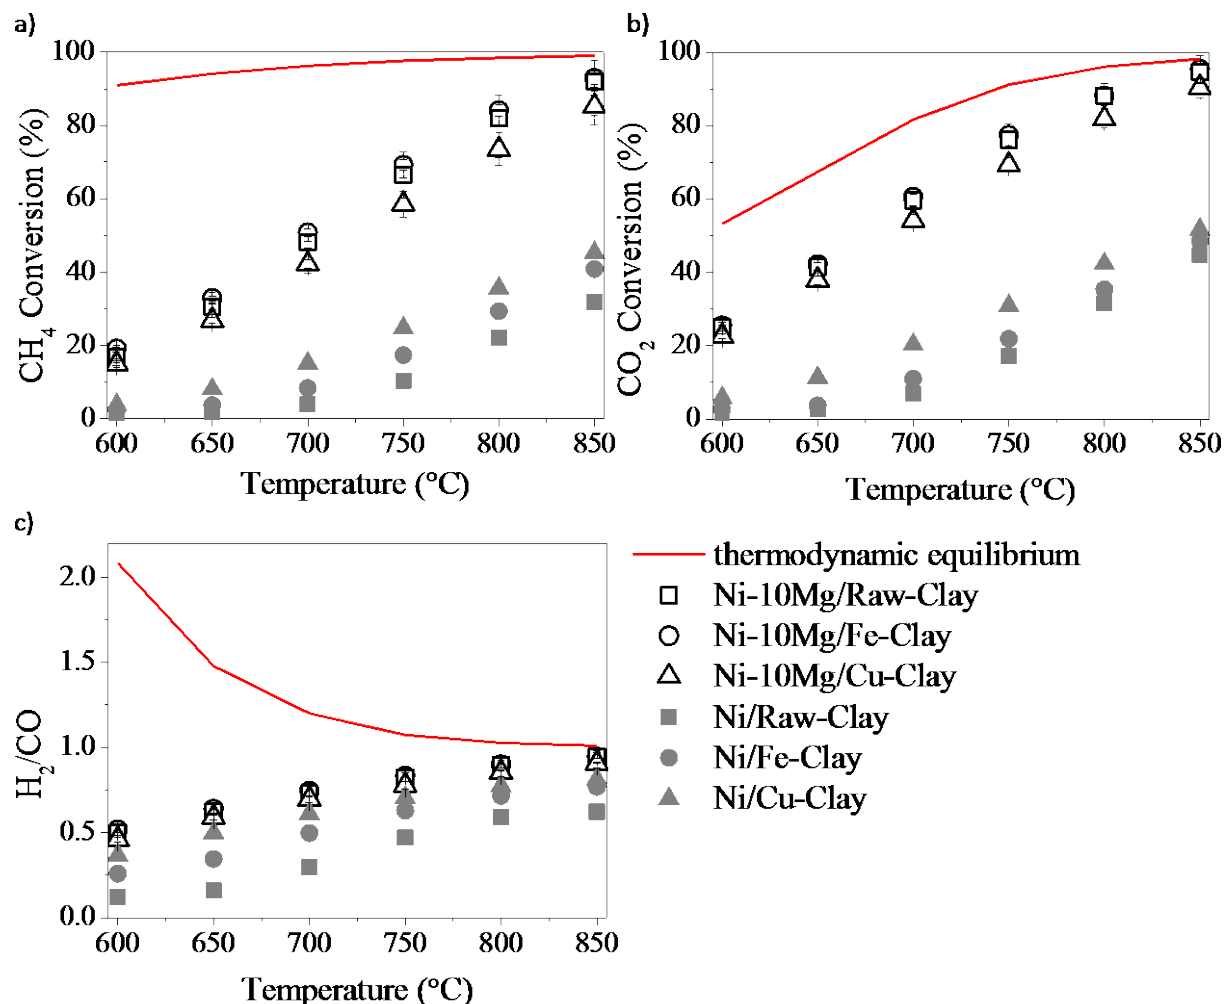 a)
100
80
60
40
20
0
CH4 Conversion (%)
600 650 700 750 800 850
Temperature (°C)
b)
100
80
60
40
20
0
CO2 Conversion (%)
600 650 700 750 800 850
Temperature (°C)
c)
2.0
1.5
1.0
0.5
0.0
H2/CO
600 650 700 750 800 850
Temperature (°C)
thermodynamic equilibrium
Ni-10Mg/Raw-Clay
Ni-10Mg/Fe-Clay
Ni-10Mg/Cu-Clay
Ni/Raw-Clay
Ni/Fe-Clay
Ni/Cu-Clay